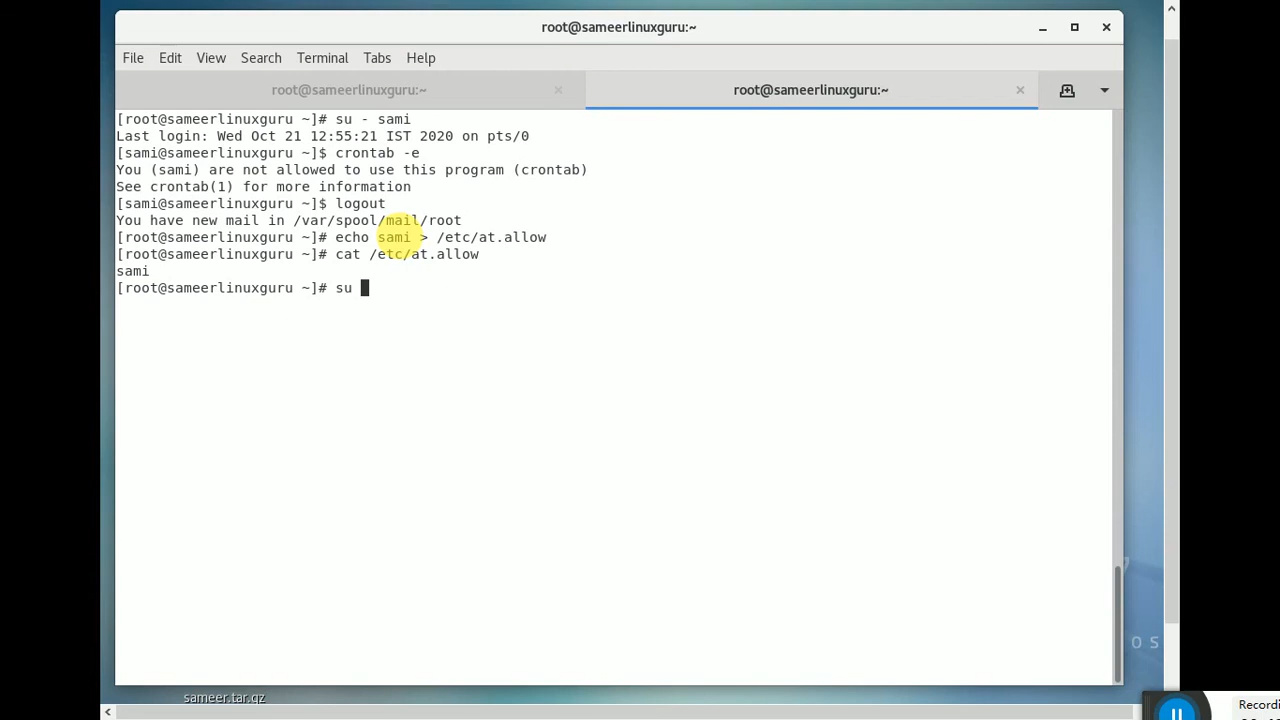 root@sameerlinuxguru:~
File Edit View Search Terminal Tabs Help
root@sameerlinuxguru:~ root@sameerlinuxguru:~
[root@sameerlinuxguru ~]# su - sami
Last login: Wed Oct 21 12:55:21 IST 2020 on pts/0
[sami@sameerlinuxguru ~]$ crontab -e
You (sami) are not allowed to use this program (crontab)
See crontab(1) for more information
[sami@sameerlinuxguru ~]$ logout
You have new mail in /var/spool/mail/root
[root@sameerlinuxguru ~]# echo sami > /etc/at.allow
[root@sameerlinuxguru ~]# cat /etc/at.allow
sami
[root@sameerlinuxguru ~]# su
7
O S
sameer.tar.gz
Recordi